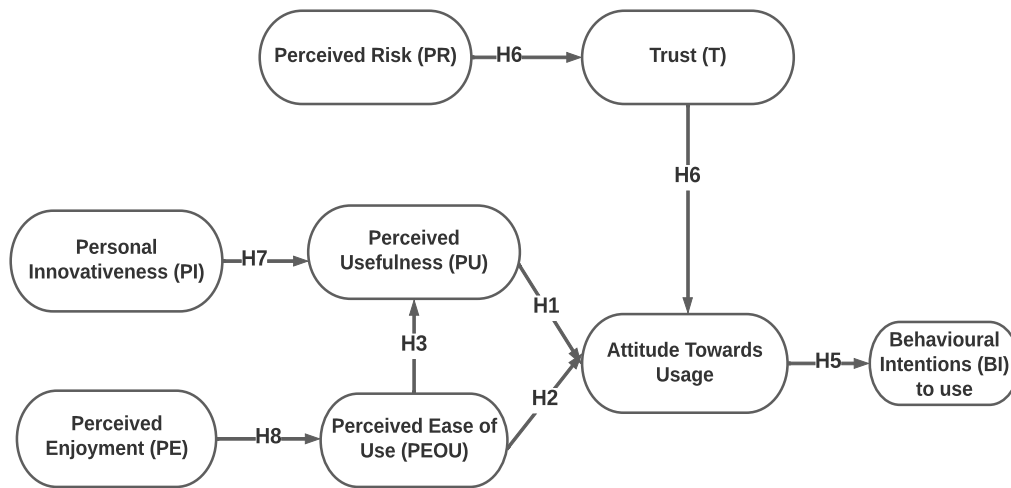 Perceived Risk (PR)
H6
Trust (T)
H6
Personal
Innovativeness (PI)
H7
Perceived
Usefulness (PU)
H1
H3
Attitude Towards
Usage
H5
Behavioural
Intentions (BI)
to use
H2
Perceived
Enjoyment (PE)
H8
Perceived Ease of
Use (PEOU)